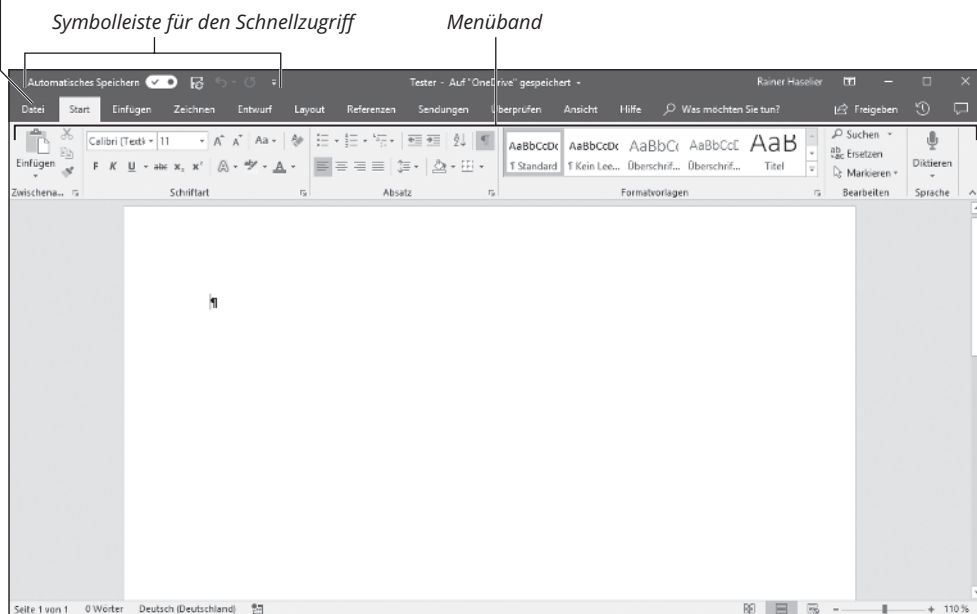 Symbolleiste für den Schnellzugriff Menüband
Automatisches Speichern Tester - Auf "OneDrive" gespeichert Rainer Haselier
Datei Start Einfügen Zeichnen Entwurf Layout Referenzen Sendungen Überprüfen Ansicht Hilfe Was möchten Sie tun? Freigeben
Einfügen
Calibri (Textk 11 Aa
F K U abc x, x² A A
AaBbCcDc AaBbCcDc AaBbCc AaBbCcD AaB
¶ Standard ¶ Kein Lee... Überschrif... Überschrif... Titel
Suchen
Ersetzen
Markieren
Diktieren
Zwischena... Schriftart Absatz Formatvorlagen Bearbeiten Sprache
¶
Seite 1 von 1 0 Wörter Deutsch (Deutschland) 110 %